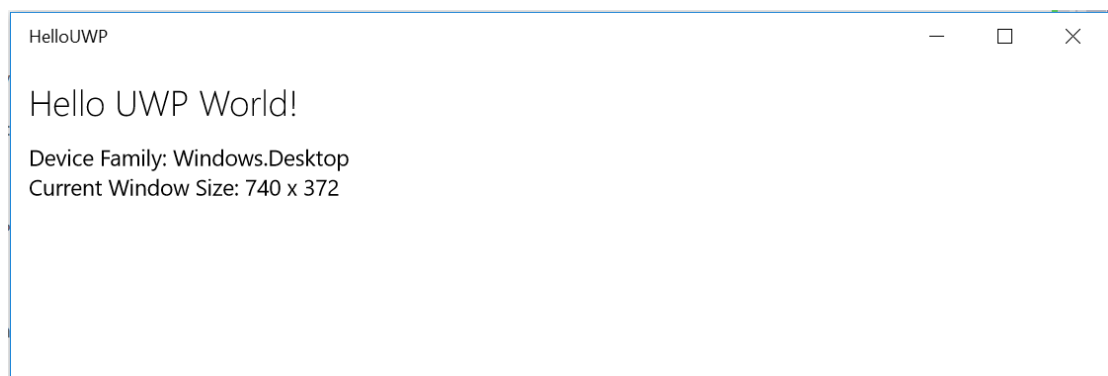 HelloUWP
Hello UWP World!
Device Family: Windows.Desktop
Current Window Size: 740 x 372